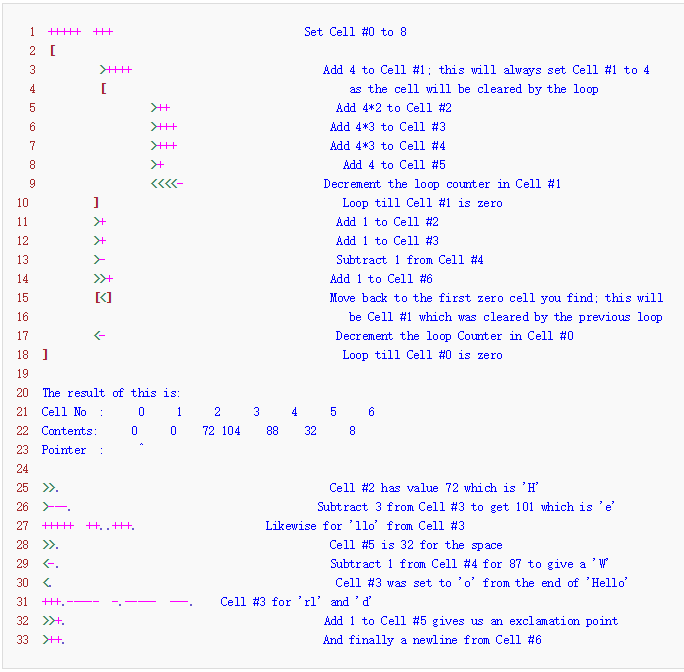 1 +++++ +++ Set Cell #0 to 8
2 [
3 >++++ Add 4 to Cell #1; this will always set Cell #1 to 4
4 [ as the cell will be cleared by the loop
5 >++ Add 4*2 to Cell #2
6 >+++ Add 4*3 to Cell #3
7 >+++ Add 4*3 to Cell #4
8 >+ Add 4 to Cell #5
9 <<<<- Decrement the loop counter in Cell #1
10 ] Loop till Cell #1 is zero
11 >+ Add 1 to Cell #2
12 >+ Add 1 to Cell #3
13 >- Subtract 1 from Cell #4
14 >>+ Add 1 to Cell #6
15 [<] Move back to the first zero cell you find; this will
16 be Cell #1 which was cleared by the previous loop
17 <- Decrement the loop Counter in Cell #0
18 ] Loop till Cell #0 is zero
19
20 The result of this is:
21 Cell No : 0 1 2 3 4 5 6
22 Contents: 0 0 72 104 88 32 8
23 Pointer : ^
24
25 >>. Cell #2 has value 72 which is 'H'
26 >---. Subtract 3 from Cell #3 to get 101 which is 'e'
27 +++++ ++..+++. Likewise for 'llo' from Cell #3
28 >>. Cell #5 is 32 for the space
29 <-. Subtract 1 from Cell #4 for 87 to give a 'W'
30 <. Cell #3 was set to 'o' from the end of 'Hello'
31 +++.----- -.----- ---. Cell #3 for 'rl' and 'd'
32 >>+. Add 1 to Cell #5 gives us an exclamation point
33 >++. And finally a newline from Cell #6